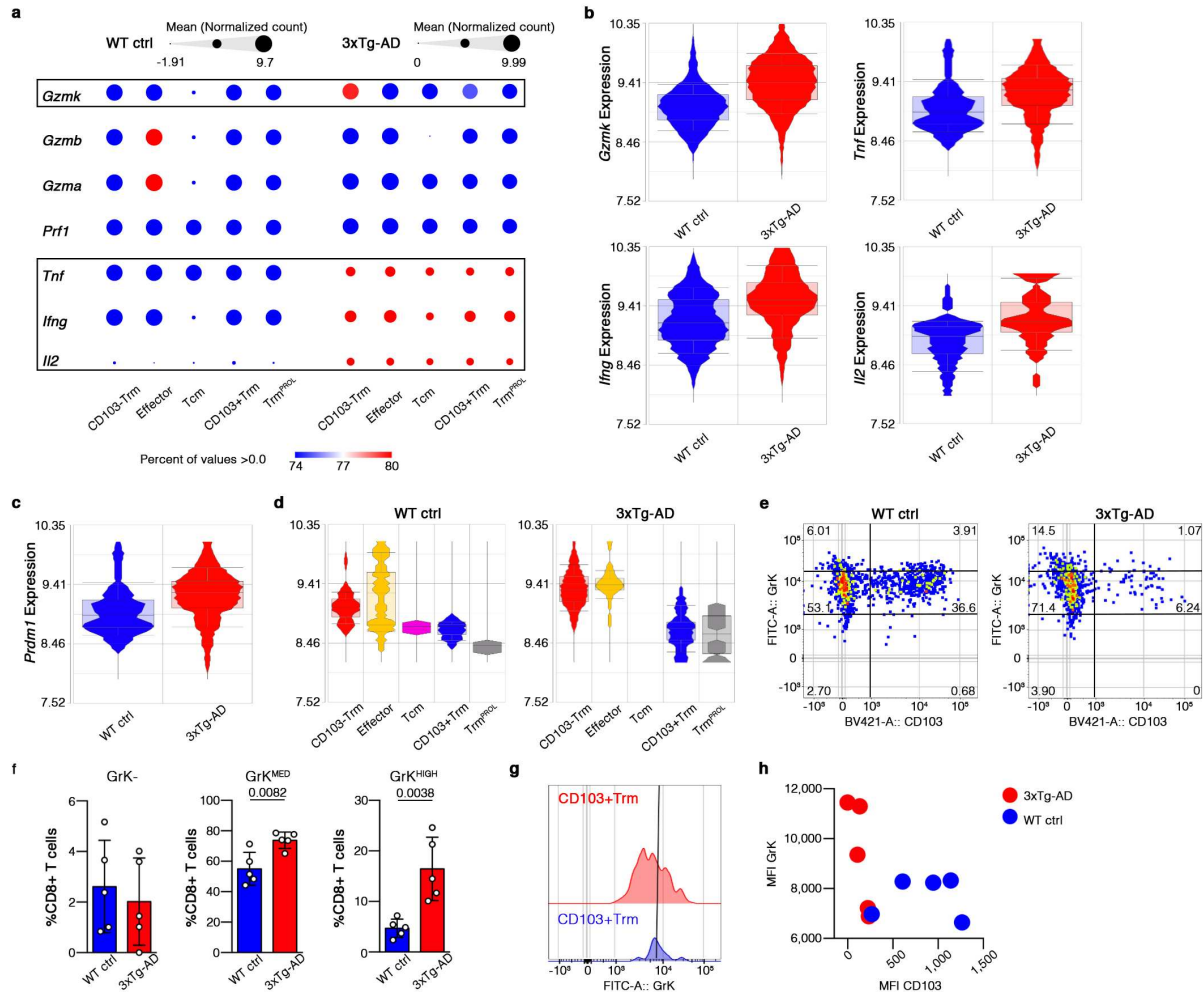 a
Mean (Normalized count)
WT ctrl
-1.91
9.7
Mean (Normalized count)
3xTg-AD
0
9.99
Gzmk
Gzmb
Gzma
Prf1
Tnf
Ifng
Il2
CD103-Trm
Effector
Tcm
CD103+Trm
Trm^PROL
CD103-Trm
Effector
Tcm
CD103+Trm
Trm^PROL
Percent of values >0.0
74
77
80
b
10.35
9.41
8.46
7.52
Gzmk Expression
WT ctrl
3xTg-AD
10.35
9.41
8.46
7.52
Tnf Expression
WT ctrl
3xTg-AD
10.35
9.41
8.46
7.52
Ifng Expression
WT ctrl
3xTg-AD
10.35
9.41
8.46
7.52
Il2 Expression
WT ctrl
3xTg-AD
c
10.35
9.41
8.46
7.52
Prdm1 Expression
WT ctrl
3xTg-AD
d
WT ctrl
10.35
9.41
8.46
7.52
CD103-Trm
Effector
Tcm
CD103+Trm
Trm^PROL
3xTg-AD
10.35
9.41
8.46
7.52
CD103-Trm
Effector
Tcm
CD103+Trm
Trm^PROL
e
WT ctrl
6.01
3.91
53.1
36.6
2.70
0.68
FITC-A:: GrK
BV421-A:: CD103
3xTg-AD
14.5
1.07
71.4
6.24
3.90
0
FITC-A:: GrK
BV421-A:: CD103
f
GrK-
%CD8+ T cells
6
4
2
0
WT ctrl
3xTg-AD
GrK^MED
0.0082
%CD8+ T cells
100
80
60
40
20
0
WT ctrl
3xTg-AD
GrK^HIGH
0.0038
%CD8+ T cells
30
20
10
0
WT ctrl
3xTg-AD
g
CD103+Trm
CD103+Trm
-10³
0
10³
10⁴
10⁵
FITC-A:: GrK
h
12,000
10,000
8,000
6,000
MFI GrK
0
500
1,000
1,500
MFI CD103
3xTg-AD
WT ctrl